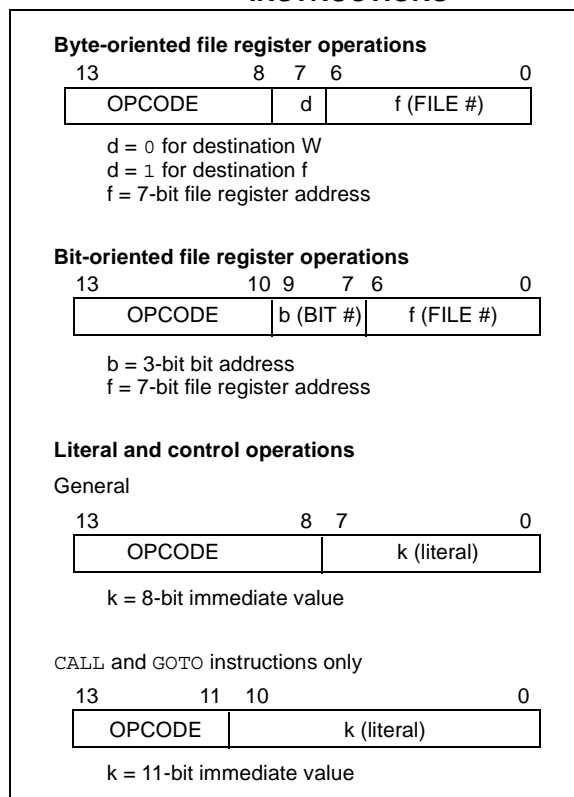 Byte-oriented file register operations
13 8 7 6 0
OPCODE d f (FILE #)
d = 0 for destination W
d = 1 for destination f
f = 7-bit file register address
Bit-oriented file register operations
13 10 9 7 6 0
OPCODE b (BIT #) f (FILE #)
b = 3-bit bit address
f = 7-bit file register address
Literal and control operations
General
13 8 7 0
OPCODE k (literal)
k = 8-bit immediate value
CALL and GOTO instructions only
13 11 10 0
OPCODE k (literal)
k = 11-bit immediate value